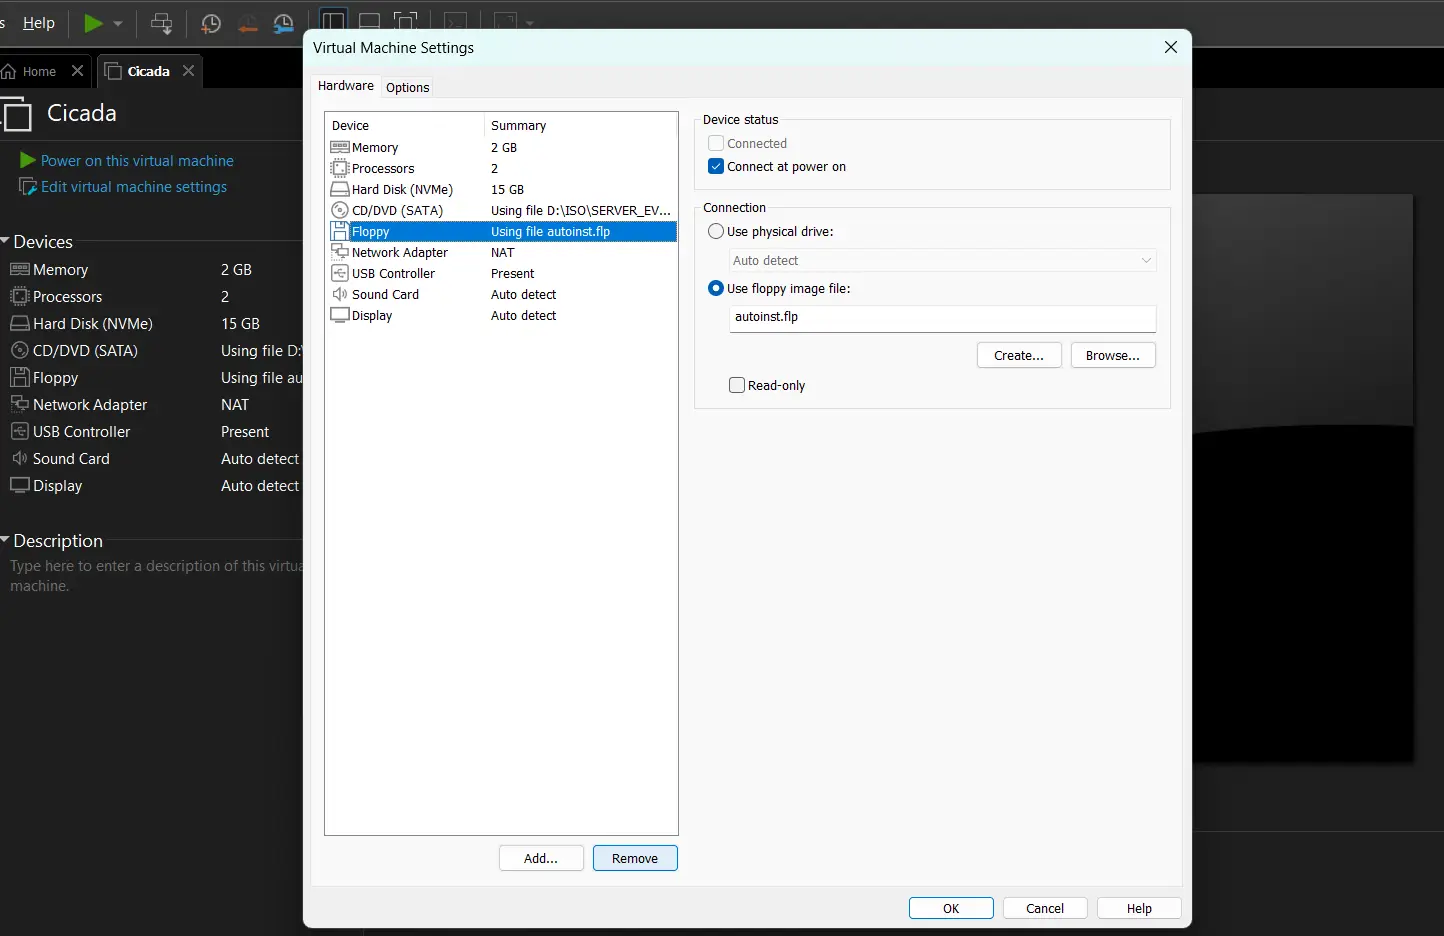 s Help
Home
Cicada
Cicada
Power on this virtual machine
Edit virtual machine settings
Devices
Memory 2 GB
Processors 2
Hard Disk (NVMe) 15 GB
CD/DVD (SATA) Using file D:\
Floppy Using file au
Network Adapter NAT
USB Controller Present
Sound Card Auto detect
Display Auto detect
Description
Type here to enter a description of this virtua
machine.
Virtual Machine Settings
Hardware Options
Device Summary
Memory 2 GB
Processors 2
Hard Disk (NVMe) 15 GB
CD/DVD (SATA) Using file D:\ISO\SERVER_EV...
Floppy Using file autoinst.flp
Network Adapter NAT
USB Controller Present
Sound Card Auto detect
Display Auto detect
Add... Remove
Device status
Connected
Connect at power on
Connection
Use physical drive:
Auto detect
Use floppy image file:
autoinst.flp
Create... Browse...
Read-only
OK Cancel Help